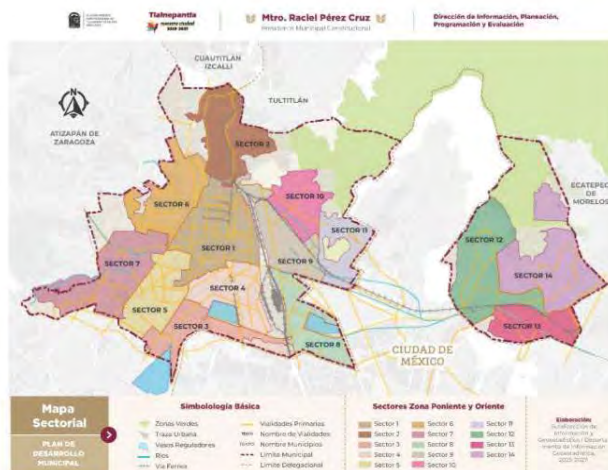 Tlalnepantla
Mtro. Raciel Pérez Cruz
Presidente Municipal Constitucional
Dirección de Información, Planeación,
Programación y Evaluación
CUAUTITLÁN
IZCALLI
TULTITLÁN
ATIZAPÁN DE
ZARAGOZA
ECATEPEC
DE
MORELOS
SECTOR 2
SECTOR 6
SECTOR 10
SECTOR 11
SECTOR 1
SECTOR 12
SECTOR 7
SECTOR 9
SECTOR 14
SECTOR 4
SECTOR 5
SECTOR 3
SECTOR 8
SECTOR 13
CIUDAD DE
MÉXICO
Mapa
Sectorial
PLAN DE
DESARROLLO
MUNICIPAL
Simbolología Básica
Zonas Verdes
Traza Urbana
Vasos Reguladores
Ríos
Vía Férrea
Vialidades Primarias
Nombre de Vialidades
Nombre Municipios
Límite Municipal
Límite Delegacional
Sectores Zona Poniente y Oriente
Sector 1
Sector 2
Sector 3
Sector 4
Sector 5
Sector 6
Sector 7
Sector 8
Sector 9
Sector 10
Sector 11
Sector 12
Sector 13
Sector 14
Elaboración